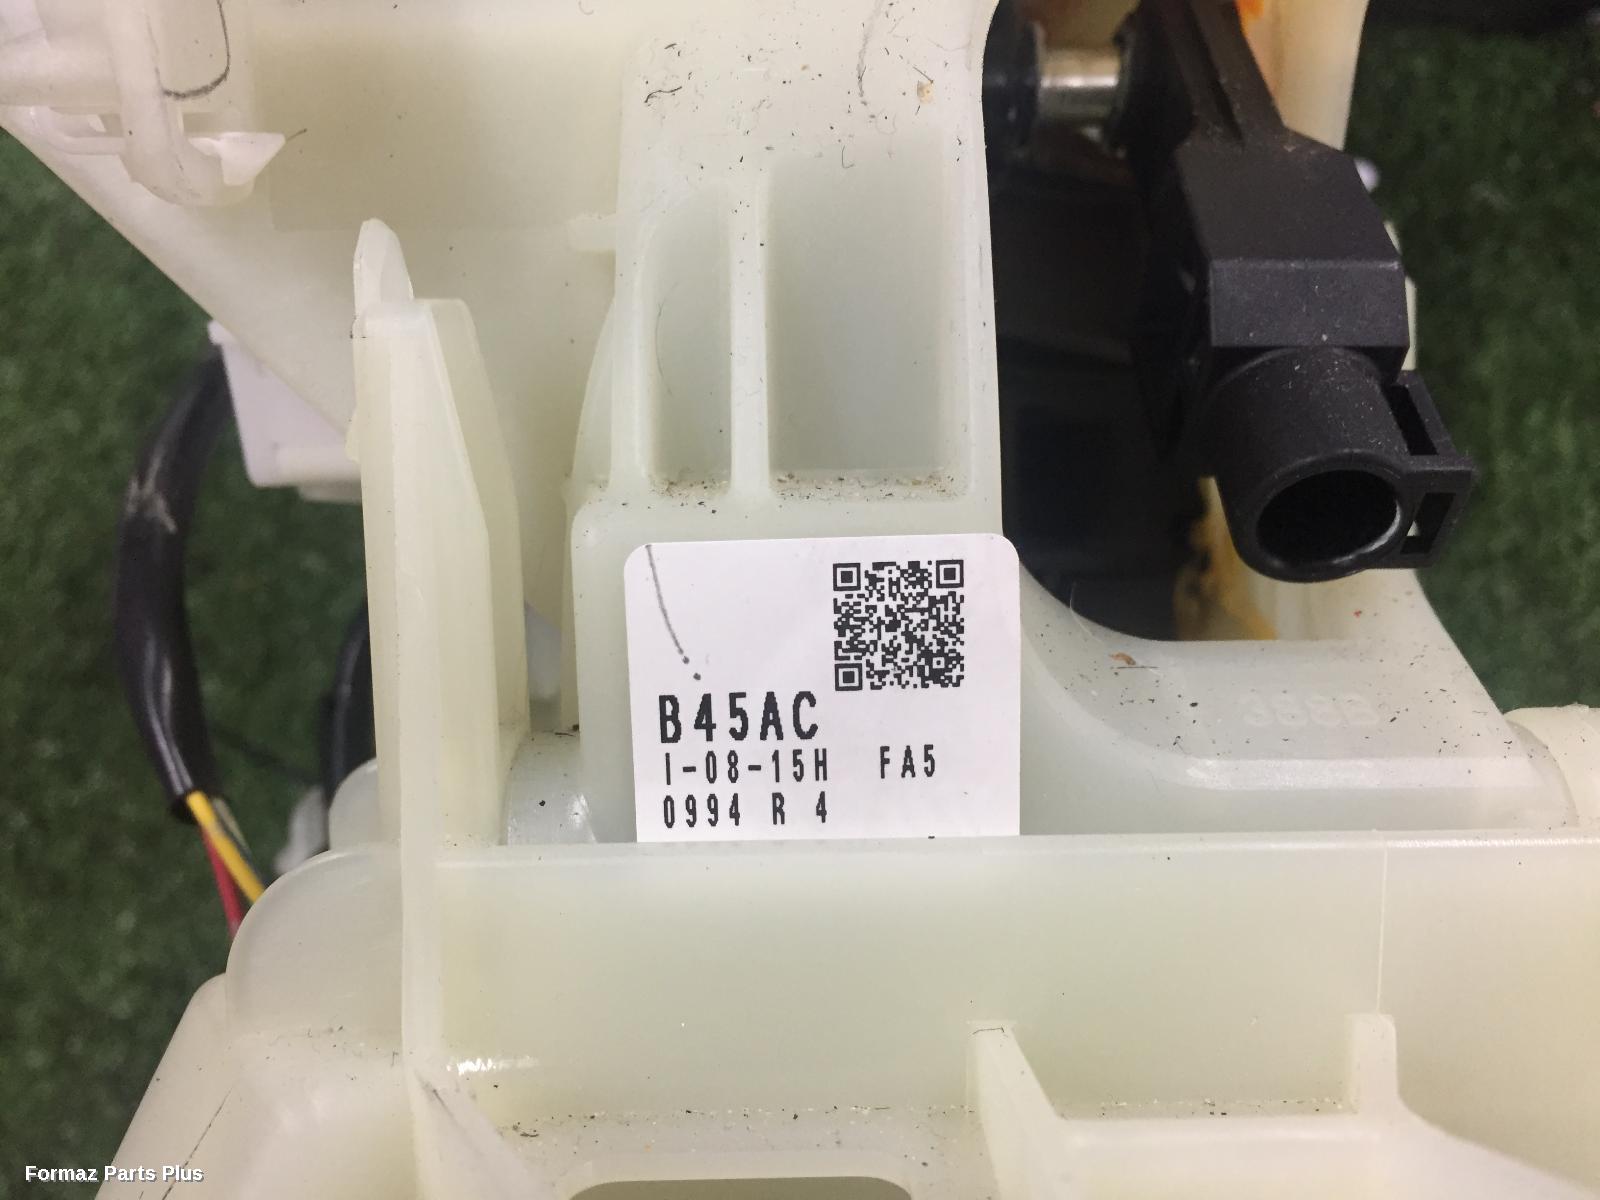 B45AC
I-08-15H FA5
0994 R 4
Formaz Parts Plus